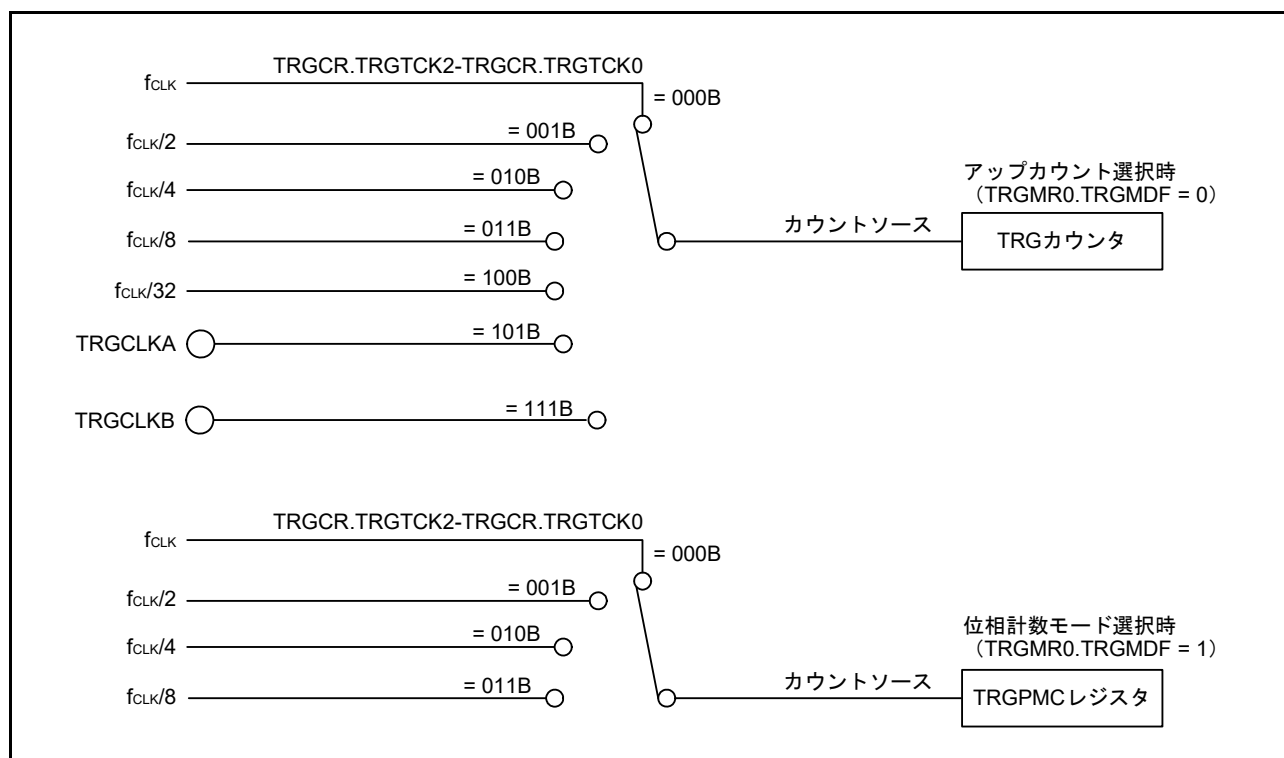 TRGCR.TRGTCK2-TRGCR.TRGTCK0
fCLK
= 000B
fCLK/2
= 001B
fCLK/4
= 010B
fCLK/8
= 011B
fCLK/32
= 100B
TRGCLKA
= 101B
TRGCLKB
= 111B
カウントソース
アップカウント選択時
（TRGMR0.TRGMDF = 0）
TRGカウンタ
TRGCR.TRGTCK2-TRGCR.TRGTCK0
fCLK
= 000B
fCLK/2
= 001B
fCLK/4
= 010B
fCLK/8
= 011B
カウントソース
位相計数モード選択時
（TRGMR0.TRGMDF = 1）
TRGPMCレジスタ